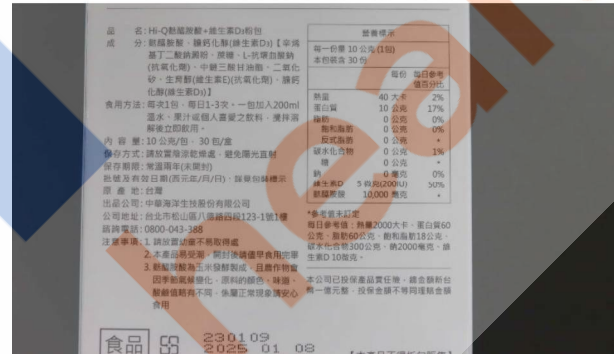 品 名：Hi-Q麩醯胺酸+維生素D₃粉包
成 分：麩醯胺酸、膽鈣化醇(維生素D₃)【辛烯
基丁二酸鈉澱粉、蔗糖、L-抗壞血酸鈉
(抗氧化劑)、中鏈三酸甘油酯、二氧化
矽、生育醇(維生素E)(抗氧化劑)、膽鈣
化醇(維生素D₃)】
食用方法：每次1包，每日1-3次。一包加入200ml
溫水、果汁或個人喜愛之飲料，攪拌溶
解後立即飲用。
內 容 量：10公克/包，30包/盒
保存方式：請放置陰涼乾燥處，避免陽光直射
保存期限：常溫兩年(未開封)
批號及有效日期(西元年/月/日)，詳見包裝標示
原 產 地：台灣
出品公司：中華海洋生技股份有限公司
公司地址：台北市松山區八德路四段123-1號1樓
諮詢電話：0800-043-388
注意事項：1. 請放置幼童不易取得處
2. 本產品易受潮，開封後請儘早食用完畢
3. 麩醯胺酸為玉米發酵製成，且農作物會
因季節氣候變化，原料的顏色、味道、
酸鹼值略有不同，係屬正常現象請安心
食用
營養標示
每一份量 10 公克 (1包)
本包裝含 30 份
每份 每日參考
值百分比
熱量 40 大卡 2%
蛋白質 10 公克 17%
脂肪 0 公克 0%
飽和脂肪 0 公克 0%
反式脂肪 0 公克 *
碳水化合物 0 公克 1%
糖 0 公克 *
鈉 0 毫克 0%
維生素D 5 微克(200IU) 50%
麩醯胺酸 10,000 毫克 *
*參考值未訂定
每日參考值：熱量2000大卡、蛋白質60
公克、脂肪60公克、飽和脂肪18公克、
碳水化合物300公克、鈉2000毫克、維
生素D 10微克。
本公司已投保產品責任險，總金額新台
幣一億元整，投保金額不等同理賠金額
食品
230109
2025 01 08
hear